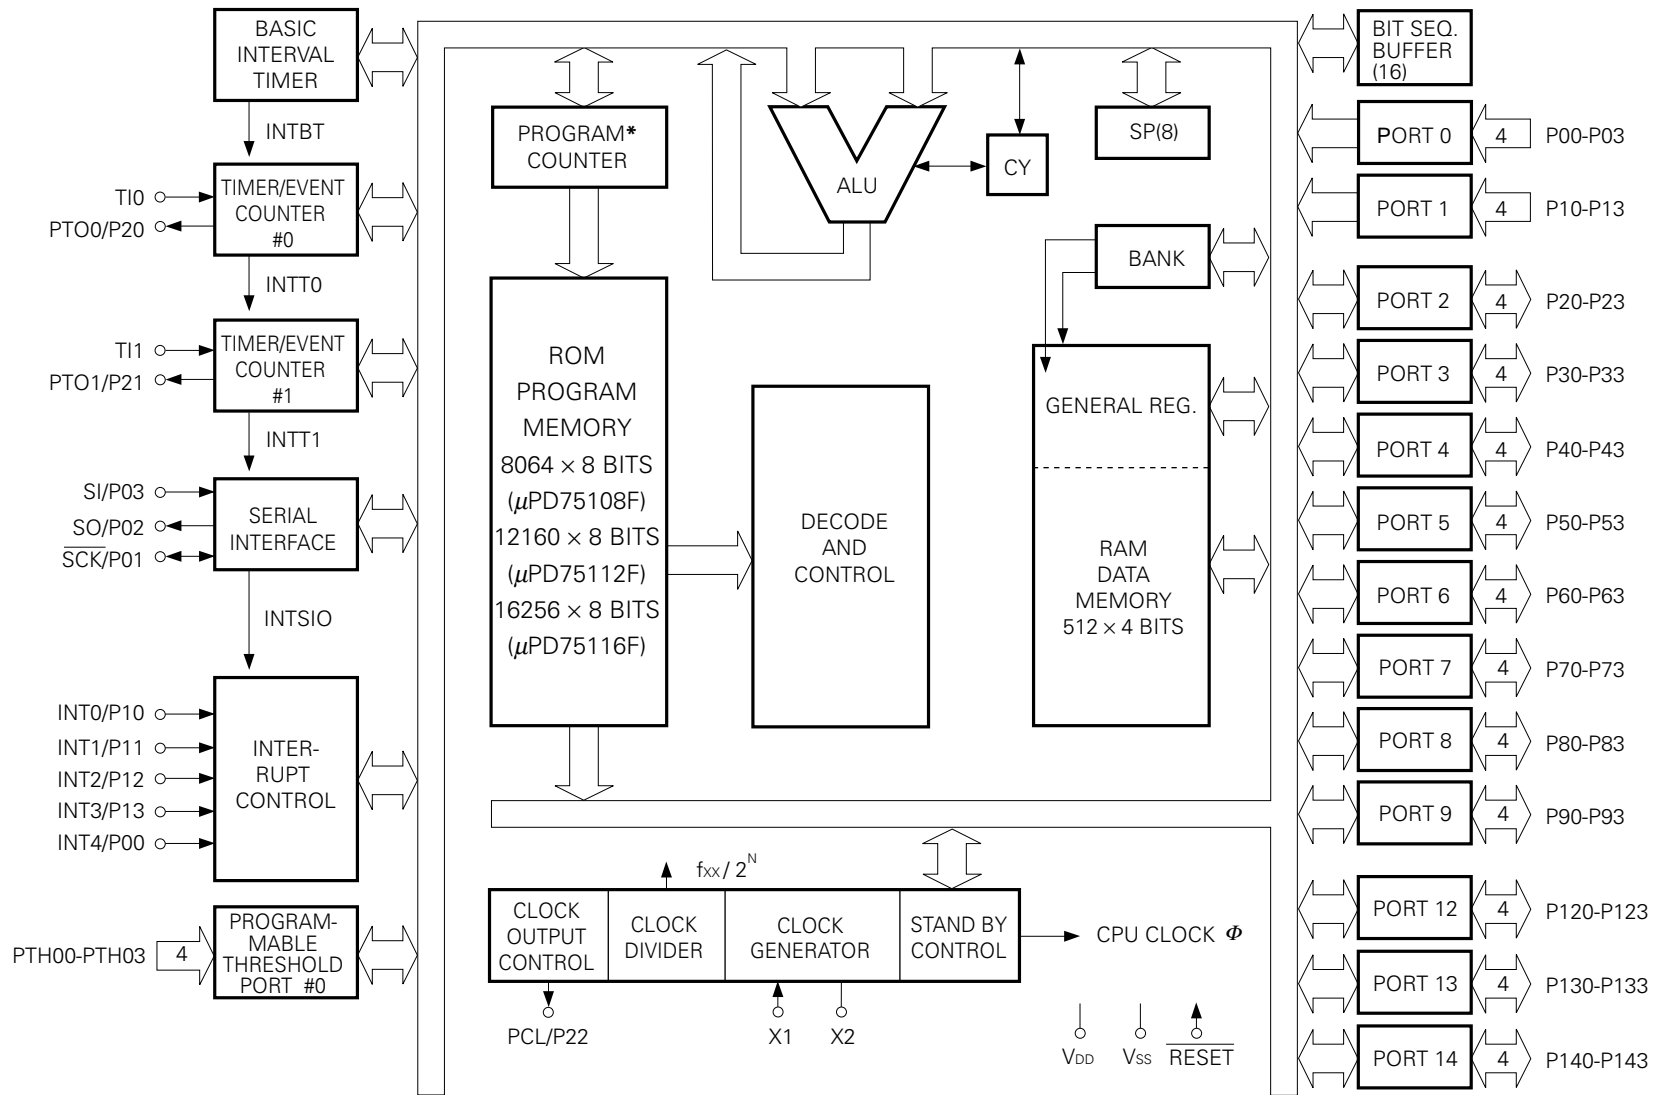 BASIC
INTERVAL
TIMER
INTBT
TI0
PTO0/P20
TIMER/EVENT
COUNTER
#0
INTT0
TI1
PTO1/P21
TIMER/EVENT
COUNTER
#1
INTT1
SI/P03
SO/P02
SCK/P01
SERIAL
INTERFACE
INTSIO
INT0/P10
INT1/P11
INT2/P12
INT3/P13
INT4/P00
INTER-
RUPT
CONTROL
PTH00-PTH03
4
PROGRAM-
MABLE
THRESHOLD
PORT #0
PROGRAM*
COUNTER
ROM
PROGRAM
MEMORY
8064 × 8 BITS
(μPD75108F)
12160 × 8 BITS
(μPD75112F)
16256 × 8 BITS
(μPD75116F)
ALU
CY
SP(8)
BANK
DECODE
AND
CONTROL
GENERAL REG.
RAM
DATA
MEMORY
512 × 4 BITS
fxx / 2^N
CLOCK
OUTPUT
CONTROL
CLOCK
DIVIDER
CLOCK
GENERATOR
STAND BY
CONTROL
CPU CLOCK Φ
PCL/P22
X1
X2
VDD
VSS
RESET
BIT SEQ.
BUFFER
(16)
PORT 0
4
P00-P03
PORT 1
4
P10-P13
PORT 2
4
P20-P23
PORT 3
4
P30-P33
PORT 4
4
P40-P43
PORT 5
4
P50-P53
PORT 6
4
P60-P63
PORT 7
4
P70-P73
PORT 8
4
P80-P83
PORT 9
4
P90-P93
PORT 12
4
P120-P123
PORT 13
4
P130-P133
PORT 14
4
P140-P143